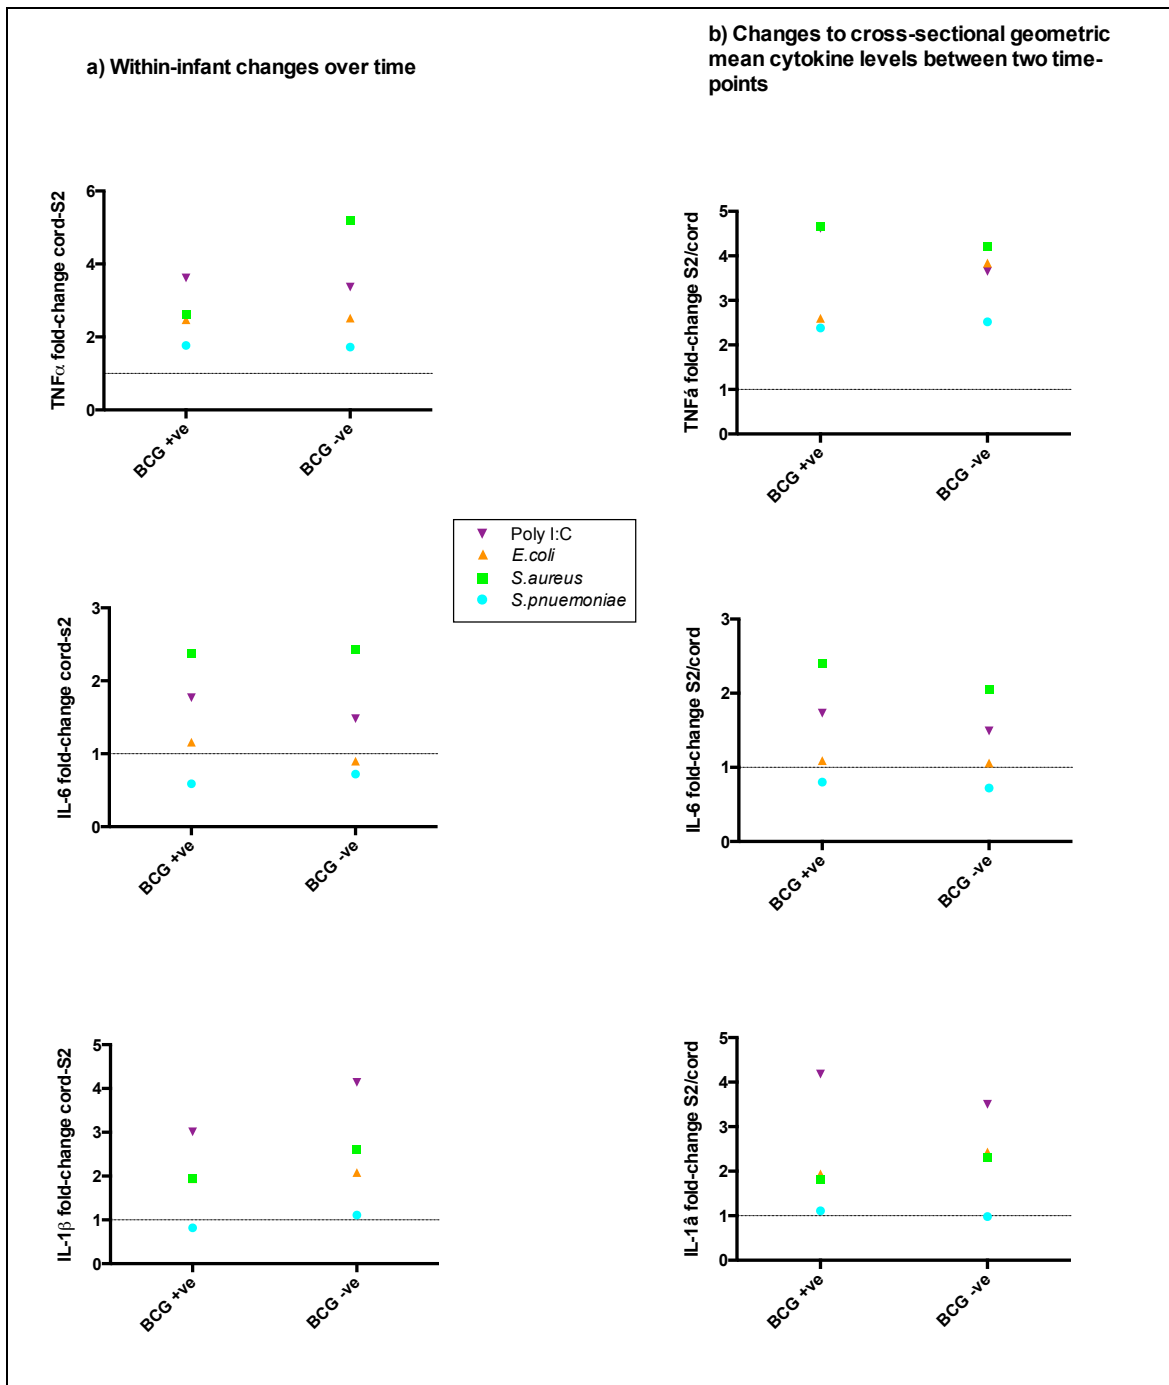 a) Within-infant changes over time
b) Changes to cross-sectional geometric
mean cytokine levels between two time-
points
TNFα fold-change cord-S2
6
4
2
0
BCG +ve
BCG -ve
TNFá fold-change S2/cord
5
4
3
2
1
0
BCG +ve
BCG -ve
Poly I:C
E.coli
S.aureus
S.pnuemoniae
IL-6 fold-change cord-s2
3
2
1
0
BCG +ve
BCG -ve
IL-6 fold-change S2/cord
3
2
1
0
BCG +ve
BCG -ve
IL-1β fold-change cord-S2
5
4
3
2
1
0
BCG +ve
BCG -ve
IL-1â fold-change S2/cord
5
4
3
2
1
0
BCG +ve
BCG -ve